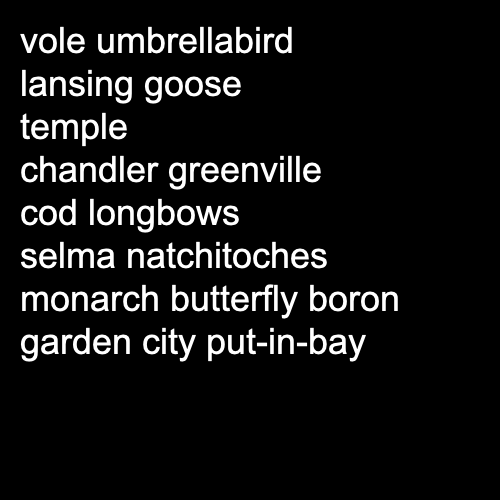 vole umbrellabird
lansing goose
temple
chandler greenville
cod longbows
selma natchitoches
monarch butterfly boron
garden city put-in-bay